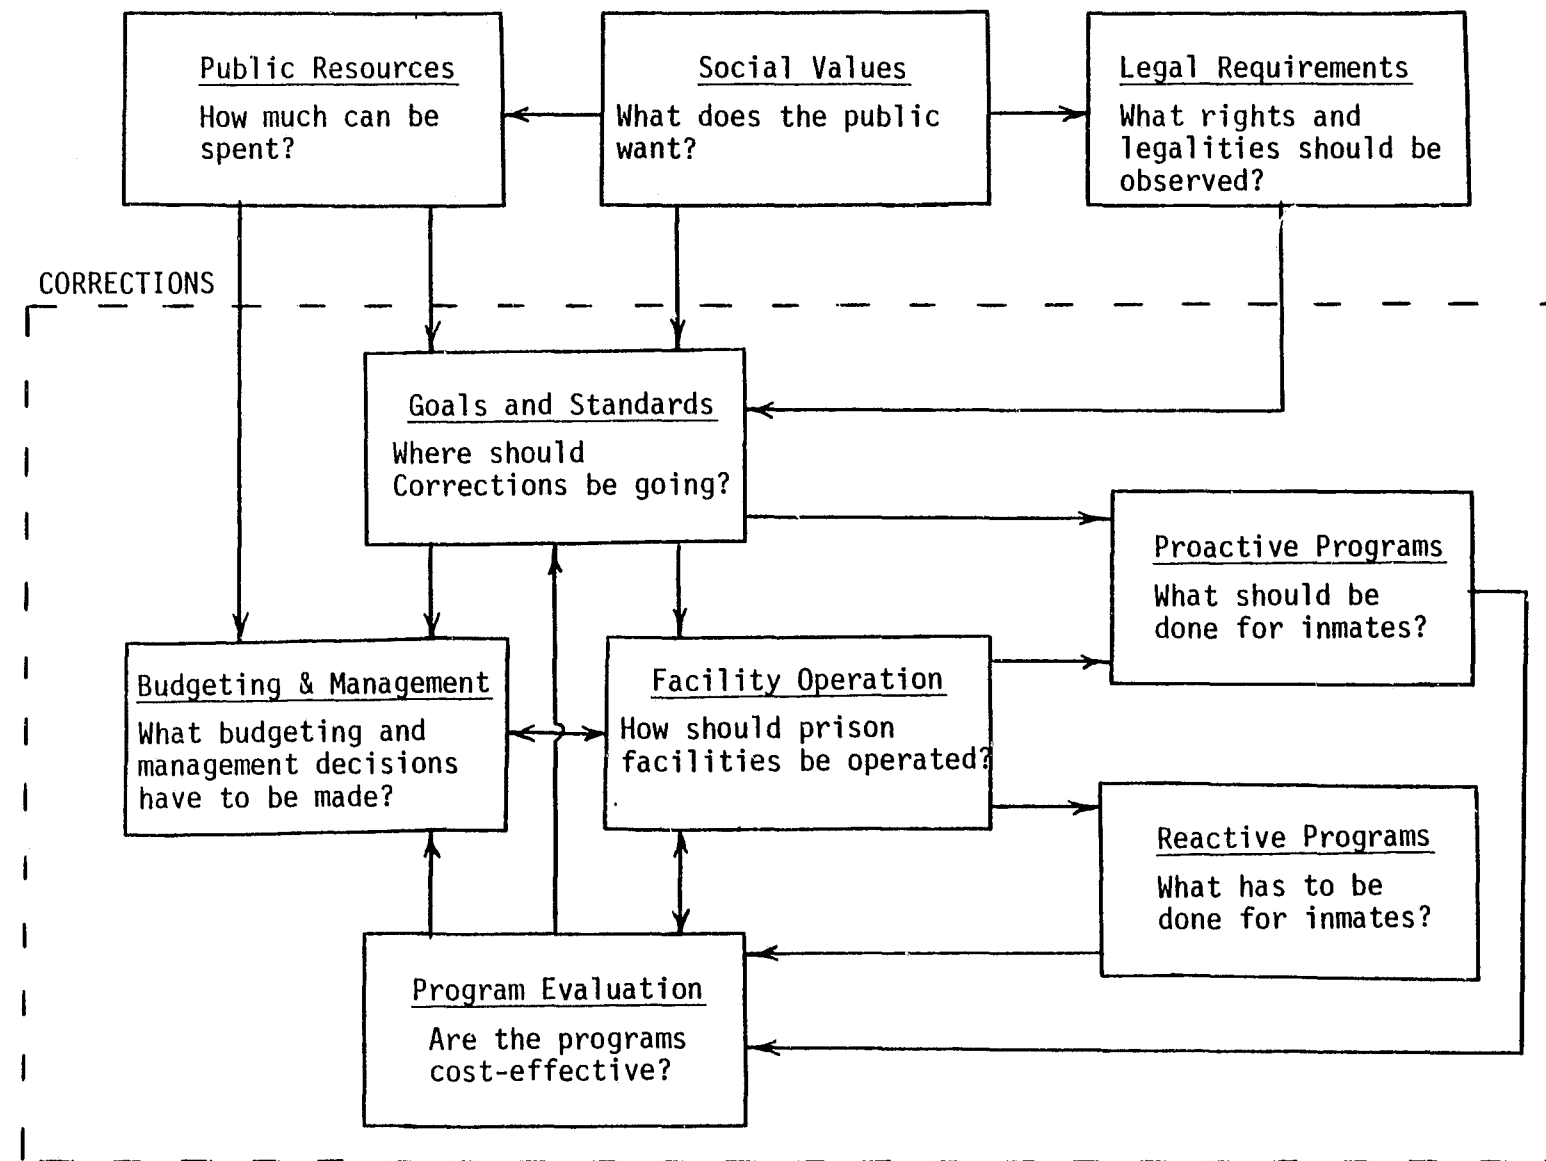 Public Resources
How much can be
spent?
Social Values
What does the public
want?
Legal Requirements
What rights and
legalities should be
observed?
CORRECTIONS
Goals and Standards
Where should
Corrections be going?
Proactive Programs
What should be
done for inmates?
Budgeting & Management
What budgeting and
management decisions
have to be made?
Facility Operation
How should prison
facilities be operated?
Reactive Programs
What has to be
done for inmates?
Program Evaluation
Are the programs
cost-effective?